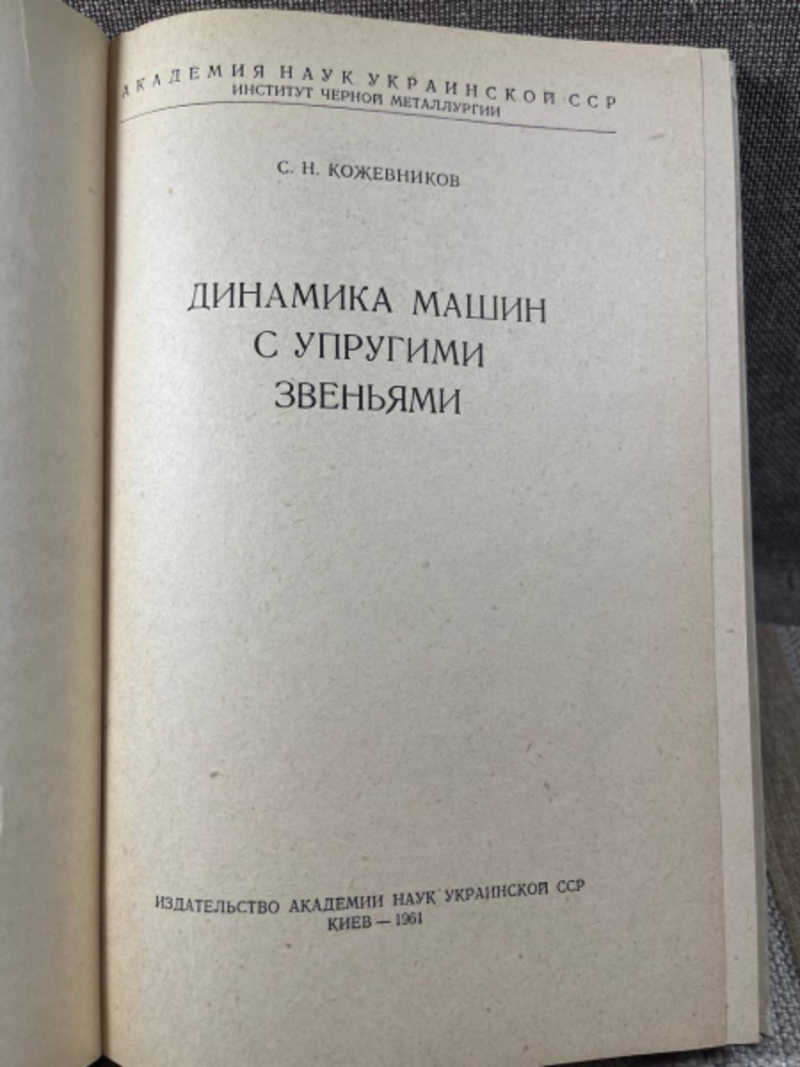 АКАДЕМИЯ НАУК УКРАИНСКОЙ ССР
ИНСТИТУТ ЧЕРНОЙ МЕТАЛЛУРГИИ
С. Н. КОЖЕВНИКОВ
ДИНАМИКА МАШИН
С УПРУГИМИ
ЗВЕНЬЯМИ
ИЗДАТЕЛЬСТВО АКАДЕМИИ НАУК УКРАИНСКОЙ ССР
КИЕВ — 1961